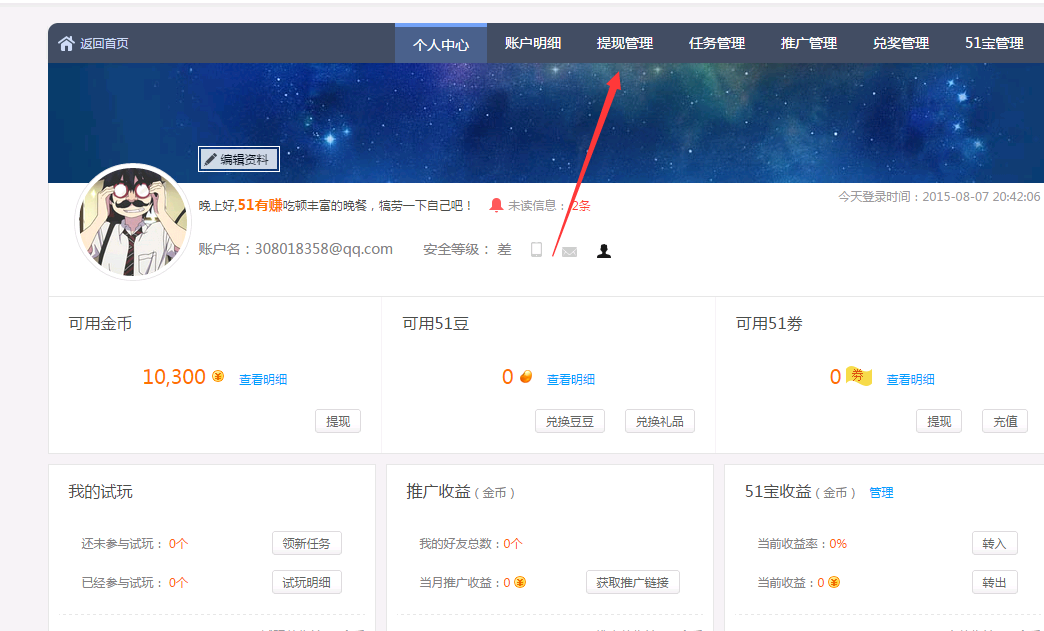 返回首页 个人中心 账户明细 提现管理 任务管理 推广管理 兑奖管理 51宝管理
编辑资料
今天登录时间：2015-08-07 20:42:06
晚上好,51有赚吃顿丰富的晚餐，犒劳一下自己吧！ 未读信息：2条
账户名：308018358@qq.com 安全等级： 差
可用金币 可用51豆 可用51劵
10,300 查看明细 0 查看明细 0 劵 查看明细
提现 兑换豆豆 兑换礼品 提现 充值
我的试玩 推广收益（金币） 51宝收益（金币） 管理
还未参与试玩： 0个 领新任务 我的好友总数：0个 当前收益率：0% 转入
已经参与试玩： 0个 试玩明细 当月推广收益：0 获取推广链接 当前收益：0 转出